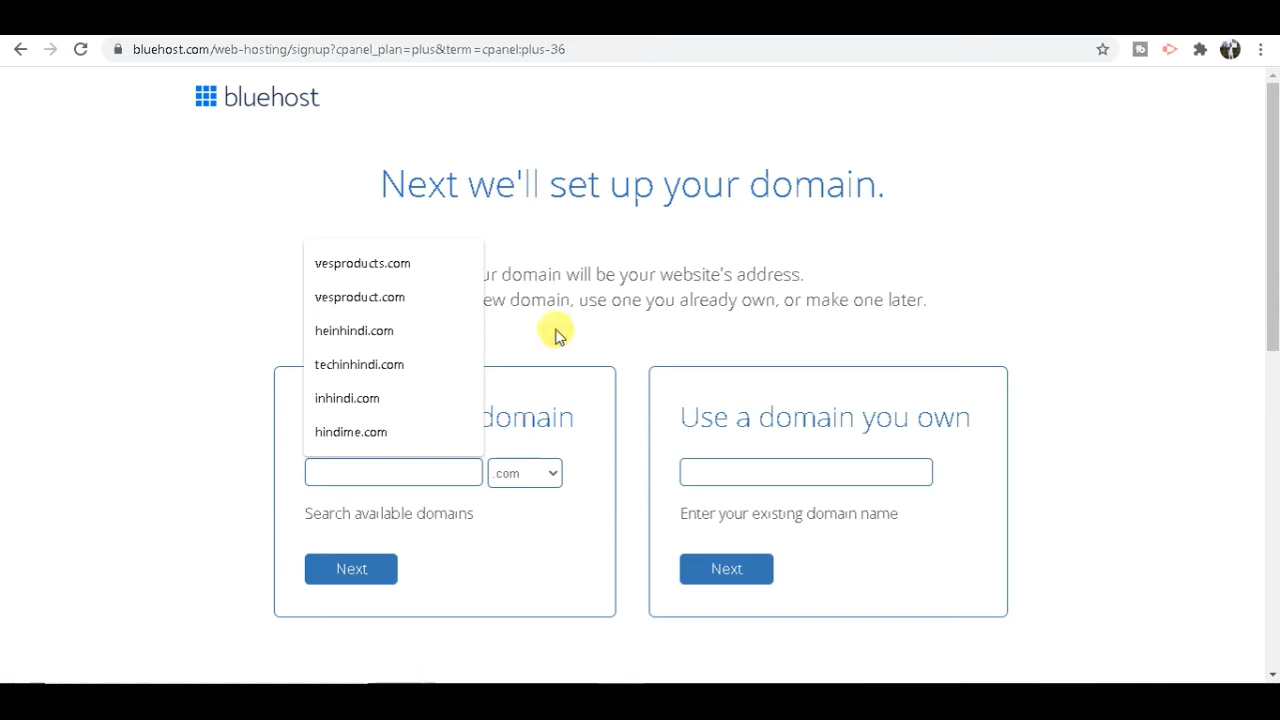 bluehost.com/web-hosting/signup?cpanel_plan=plus&term=cpanel:plus-36
bluehost
Next we'll set up your domain.
vesproducts.com
vesproduct.com
heinhindi.com
techinhindi.com
inhindi.com
hindime.com
domain will be your website's address.
domain, use one you already own, or make one later.
domain
.com
Search available domains
Next
Use a domain you own
Enter your existing domain name
Next